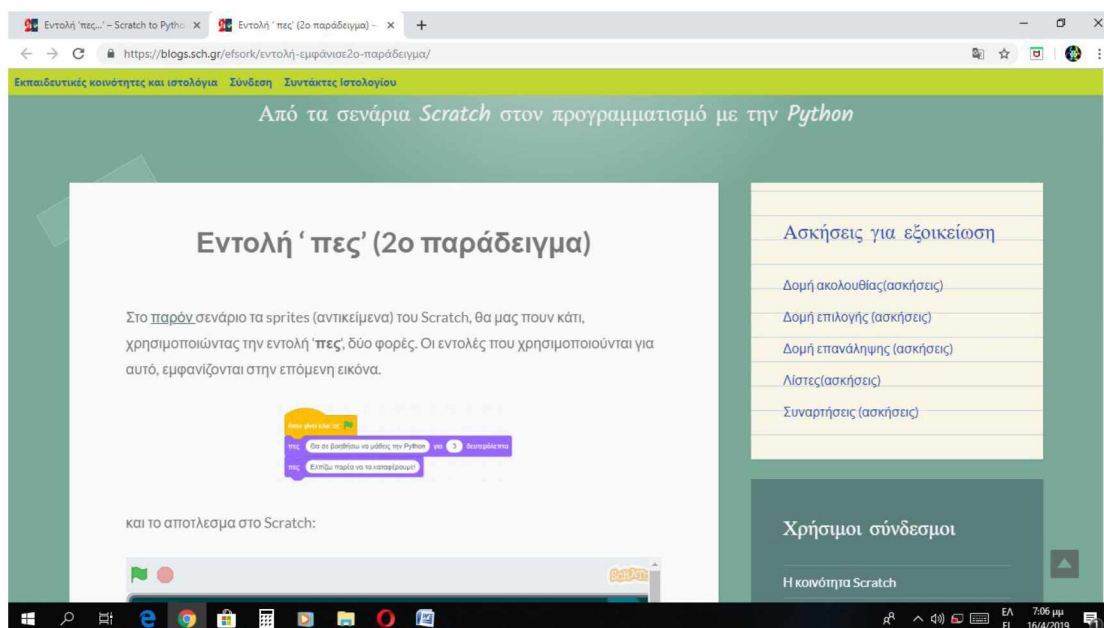 Εντολή 'πες...' – Scratch to Pytho
Εντολή ' πες' (2ο παράδειγμα) –
https://blogs.sch.gr/efsork/εντολή-εμφάνισε2ο-παράδειγμα/
Εκπαιδευτικές κοινότητες και ιστολόγια Σύνδεση Συντάκτες Ιστολογίου
Από τα σενάρια Scratch στον προγραμματισμό με την Python
Εντολή ' πες' (2ο παράδειγμα)
Στο παρόν σενάριο τα sprites (αντικείμενα) του Scratch, θα μας πουν κάτι,
χρησιμοποιώντας την εντολή 'πες', δύο φορές. Οι εντολές που χρησιμοποιούνται για
αυτό, εμφανίζονται στην επόμενη εικόνα.
όταν γίνει κλικ σε
πες Θα σε βοηθήσω να μάθεις την Python για 3 δευτερόλεπτα
πες Ελπίζω παρέα να τα καταφέρουμε!
και το αποτλεσμα στο Scratch:
SCRATC
Ασκήσεις για εξοικείωση
Δομή ακολουθίας(ασκήσεις)
Δομή επιλογής (ασκήσεις)
Δομή επανάληψης (ασκήσεις)
Λίστες(ασκήσεις)
Συναρτήσεις (ασκήσεις)
Χρήσιμοι σύνδεσμοι
Η κοινότητα Scratch
ΕΛ
7:06 μμ
EL
16/4/2019